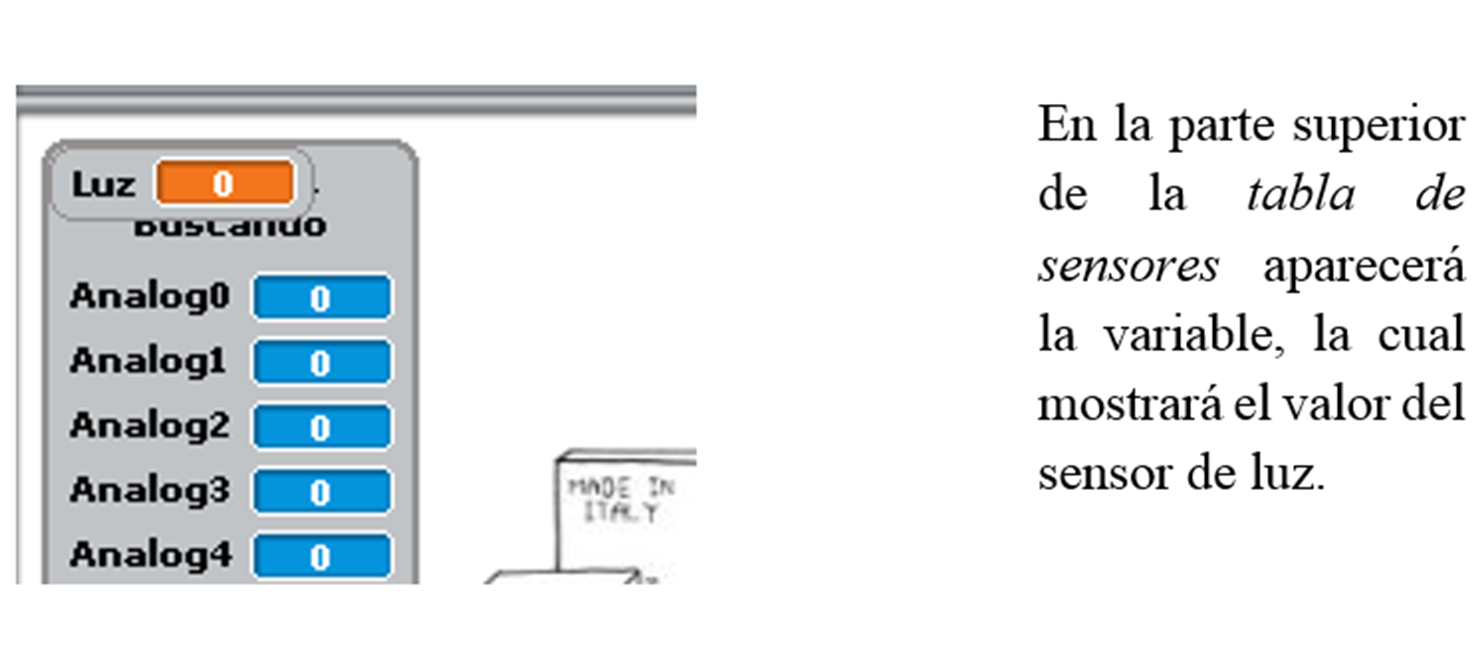 Luz 0
Buscando
Analog0 0
Analog1 0
Analog2 0
Analog3 0
Analog4 0
MADE IN
ITALY
En la parte superior
de la tabla de
sensores aparecerá
la variable, la cual
mostrará el valor del
sensor de luz.